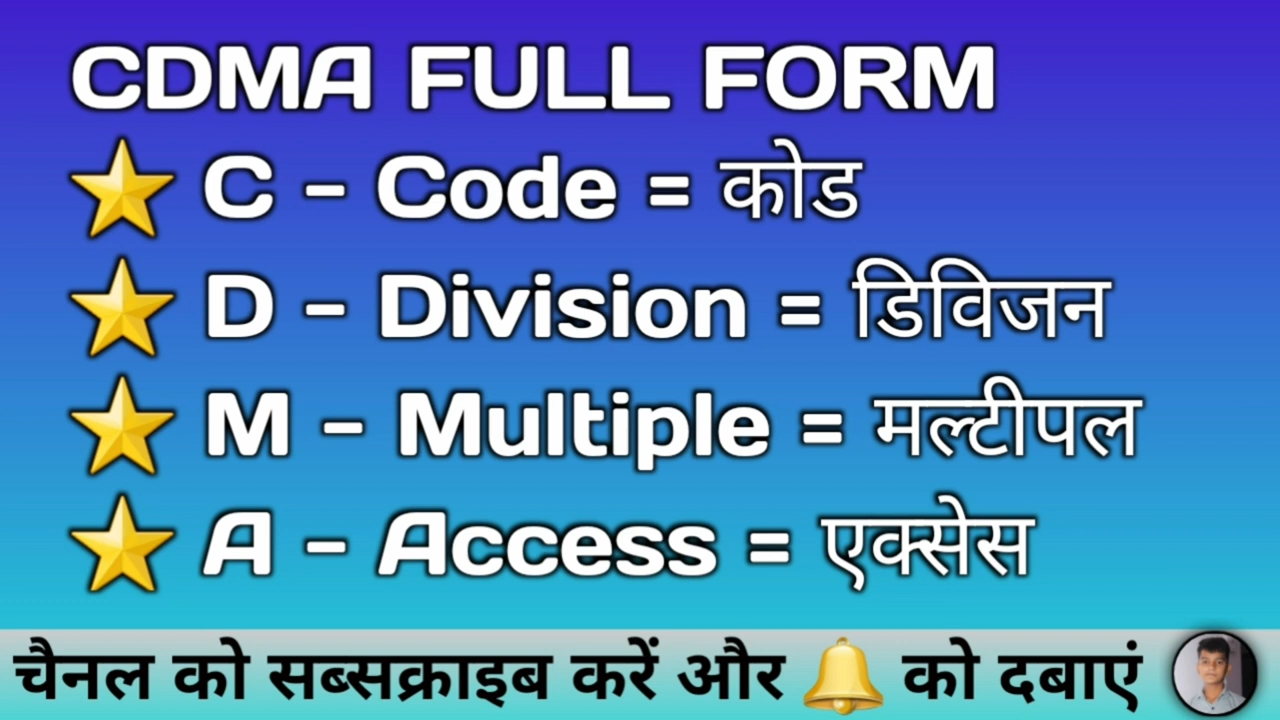 CDMA FULL FORM
C - Code = कोड
D - Division = डिविजन
M - Multiple = मल्टीपल
A - Access = एक्सेस
चैनल को सब्सक्राइब करें और 🔔 को दबाएं